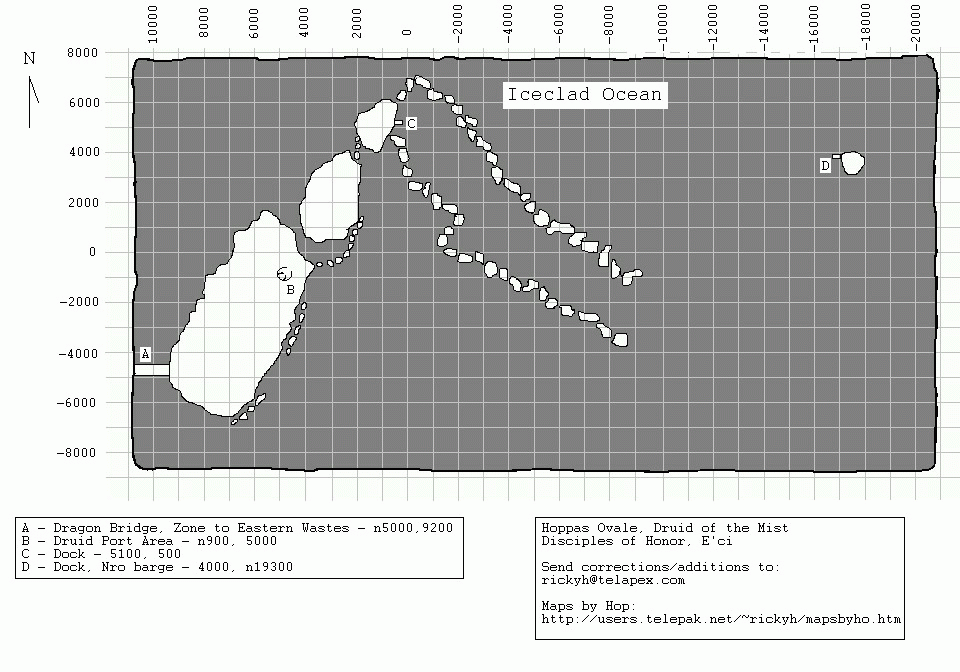 10000 8000 6000 4000 2000 0 -2000 -4000 -6000 -8000 -10000 -12000 -14000 -16000 -18000 -20000
N
8000
6000
4000
2000
0
-2000
-4000
-6000
-8000
Iceclad Ocean
C
D
B
A
A - Dragon Bridge, Zone to Eastern Wastes - n5000,9200
B - Druid Port Area - n900, 5000
C - Dock - 5100, 500
D - Dock, Nro barge - 4000, n19300
Hoppas Ovale, Druid of the Mist
Disciples of Honor, E'ci
Send corrections/additions to:
rickyh@telapex.com
Maps by Hop:
http://users.telepak.net/~rickyh/mapsbyho.htm